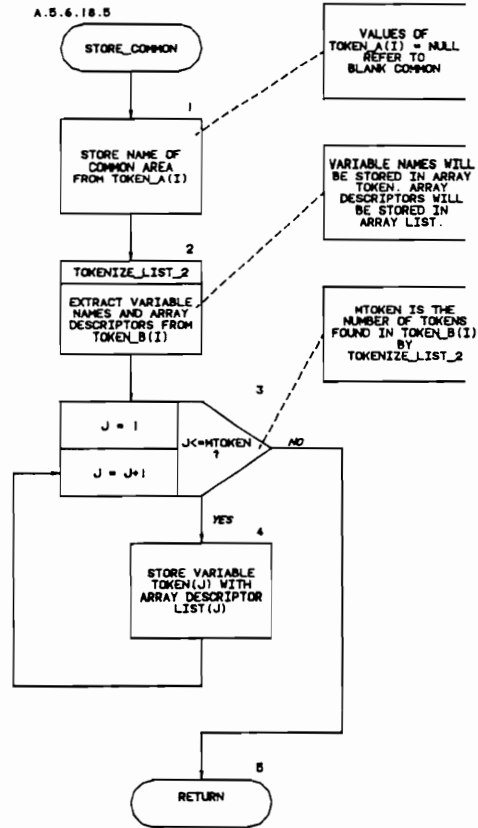 A.5.6.18.5
STORE_COMMON
VALUES OF
TOKEN_A(I) = NULL
REFER TO
BLANK COMMON
1
STORE NAME OF
COMMON AREA
FROM TOKEN_A(I)
VARIABLE NAMES WILL
BE STORED IN ARRAY
TOKEN. ARRAY
DESCRIPTORS WILL
BE STORED IN
ARRAY LIST.
2
TOKENIZE_LIST_2
EXTRACT VARIABLE
NAMES AND ARRAY
DESCRIPTORS FROM
TOKEN_B(I)
MTOKEN IS THE
NUMBER OF TOKENS
FOUND IN TOKEN_B(I)
BY
TOKENIZE_LIST_2
3
J = 1
J = J+1
J<=MTOKEN
?
NO
YES
4
STORE VARIABLE
TOKEN(J) WITH
ARRAY DESCRIPTOR
LIST(J)
5
RETURN